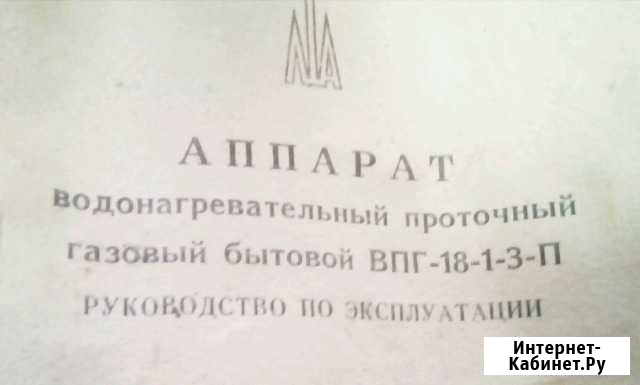 АППАРАТ
водонагревательный проточный
газовый бытовой ВПГ-18-1-3-П
РУКОВОДСТВО ПО ЭКСПЛУАТАЦИИ
Интернет-
Кабинет.Ру